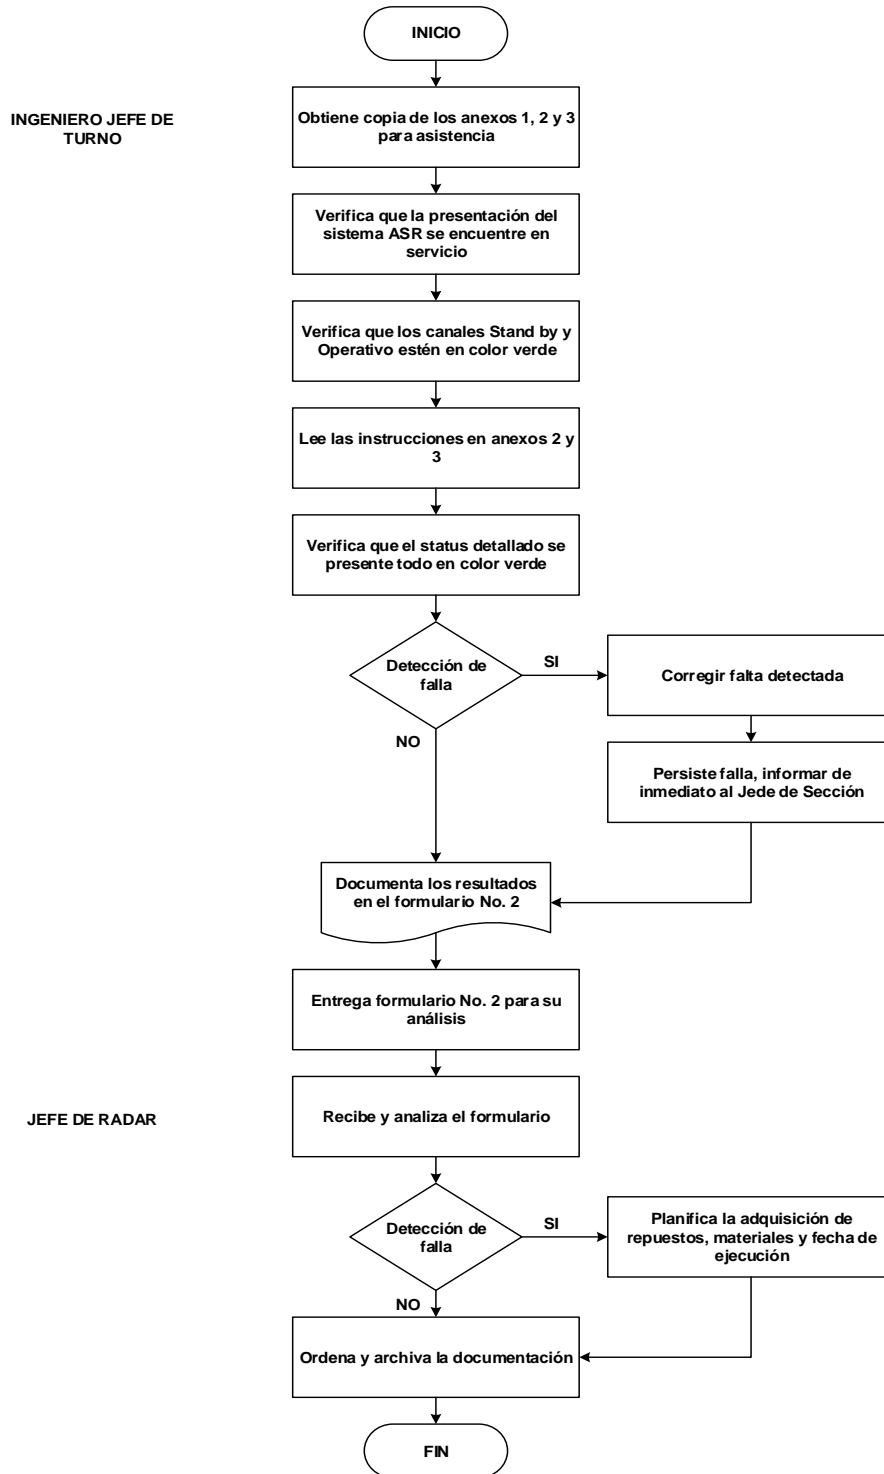 INICIO
INGENIERO JEFE DE
TURNO
Obtiene copia de los anexos 1, 2 y 3
para asistencia
Verifica que la presentación del
sistema ASR se encuentre en
servicio
Verifica que los canales Stand by y
Operativo estén en color verde
Lee las instrucciones en anexos 2 y
3
Verifica que el status detallado se
presente todo en color verde
Detección de
falla
SI
Corregir falta detectada
NO
Persiste falla, informar de
inmediato al Jede de Sección
Documenta los resultados
en el formulario No. 2
Entrega formulario No. 2 para su
análisis
JEFE DE RADAR
Recibe y analiza el formulario
Detección de
falla
SI
Planifica la adquisición de
repuestos, materiales y fecha de
ejecución
NO
Ordena y archiva la documentación
FIN